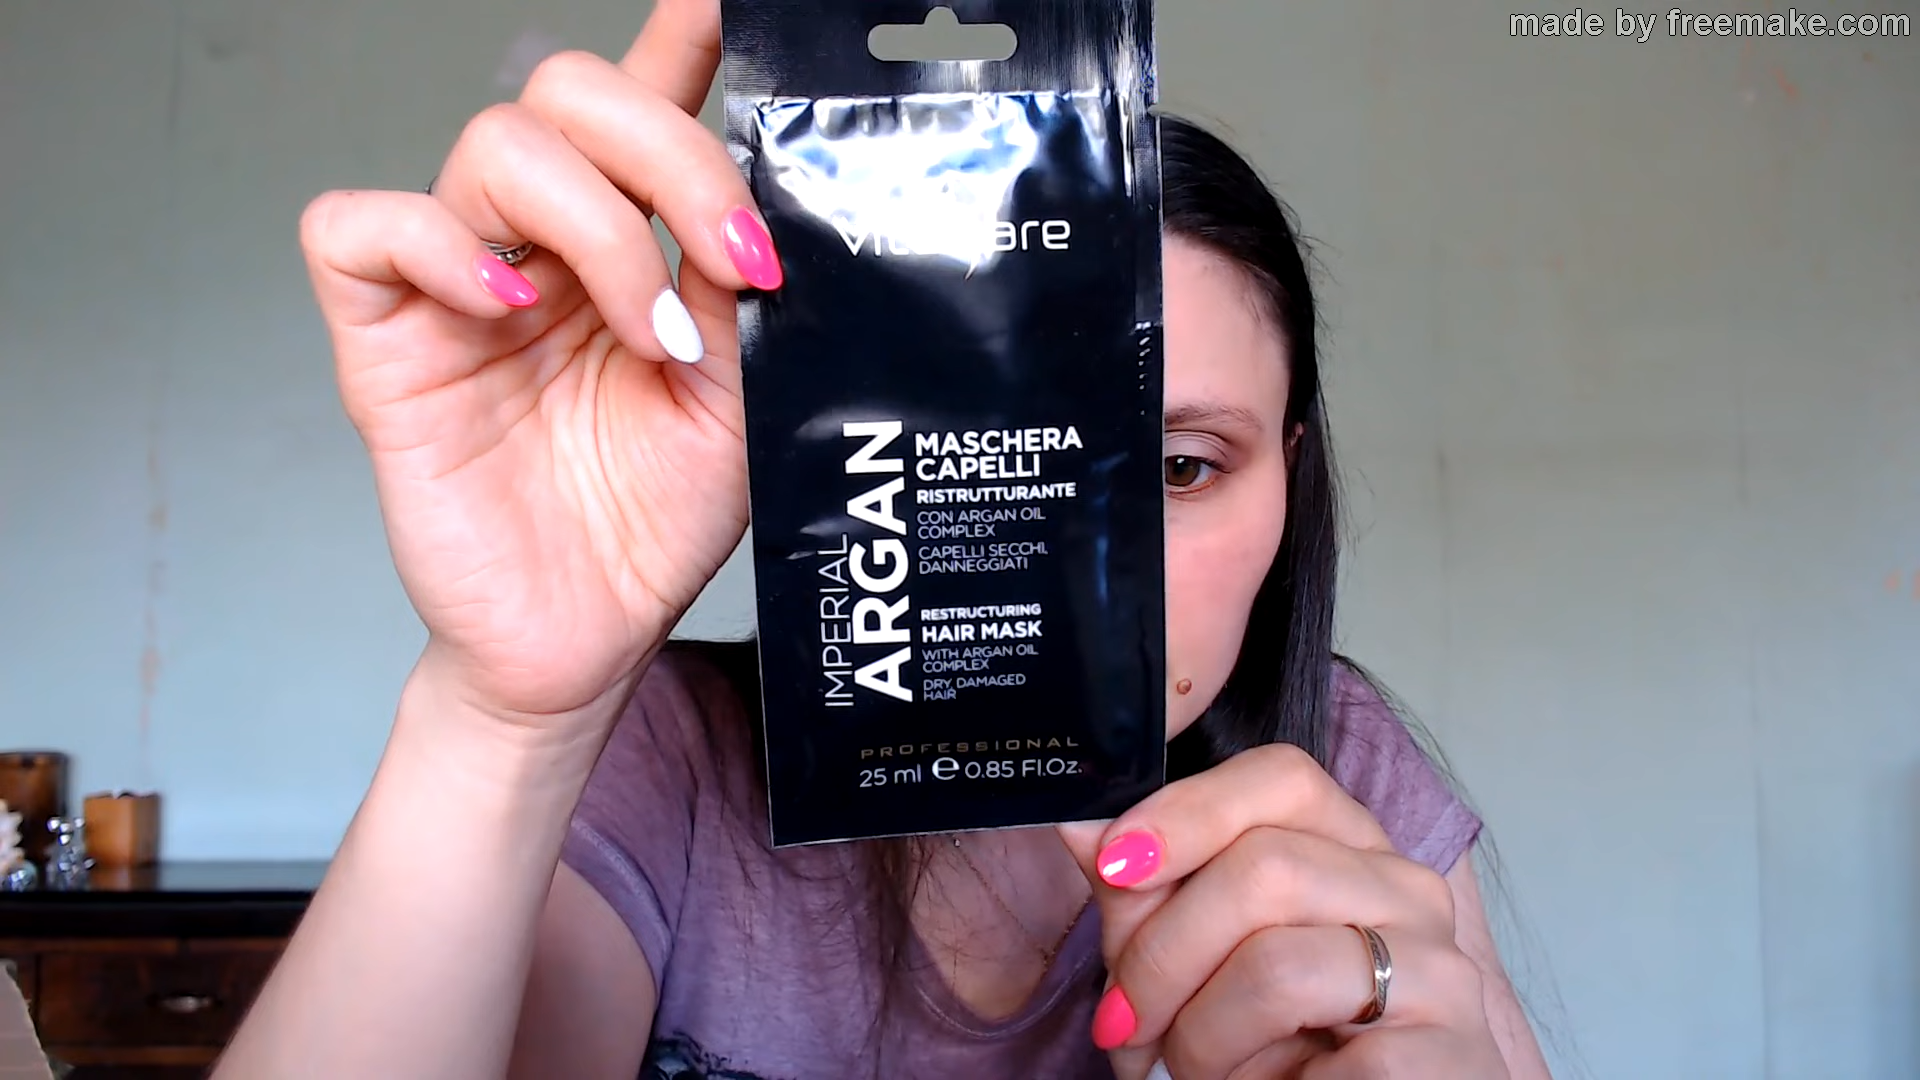 made by freemake.com
IMPERIAL
ARGAN
MASCHERA
CAPELLI
RISTRUTTURANTE
CON ARGAN OIL
COMPLEX
CAPELLI SECCHI,
DANNEGGIATI
RESTRUCTURING
HAIR MASK
WITH ARGAN OIL
COMPLEX
DRY, DAMAGED
HAIR
PROFESSIONAL
25 ml e 0.85 Fl.Oz.